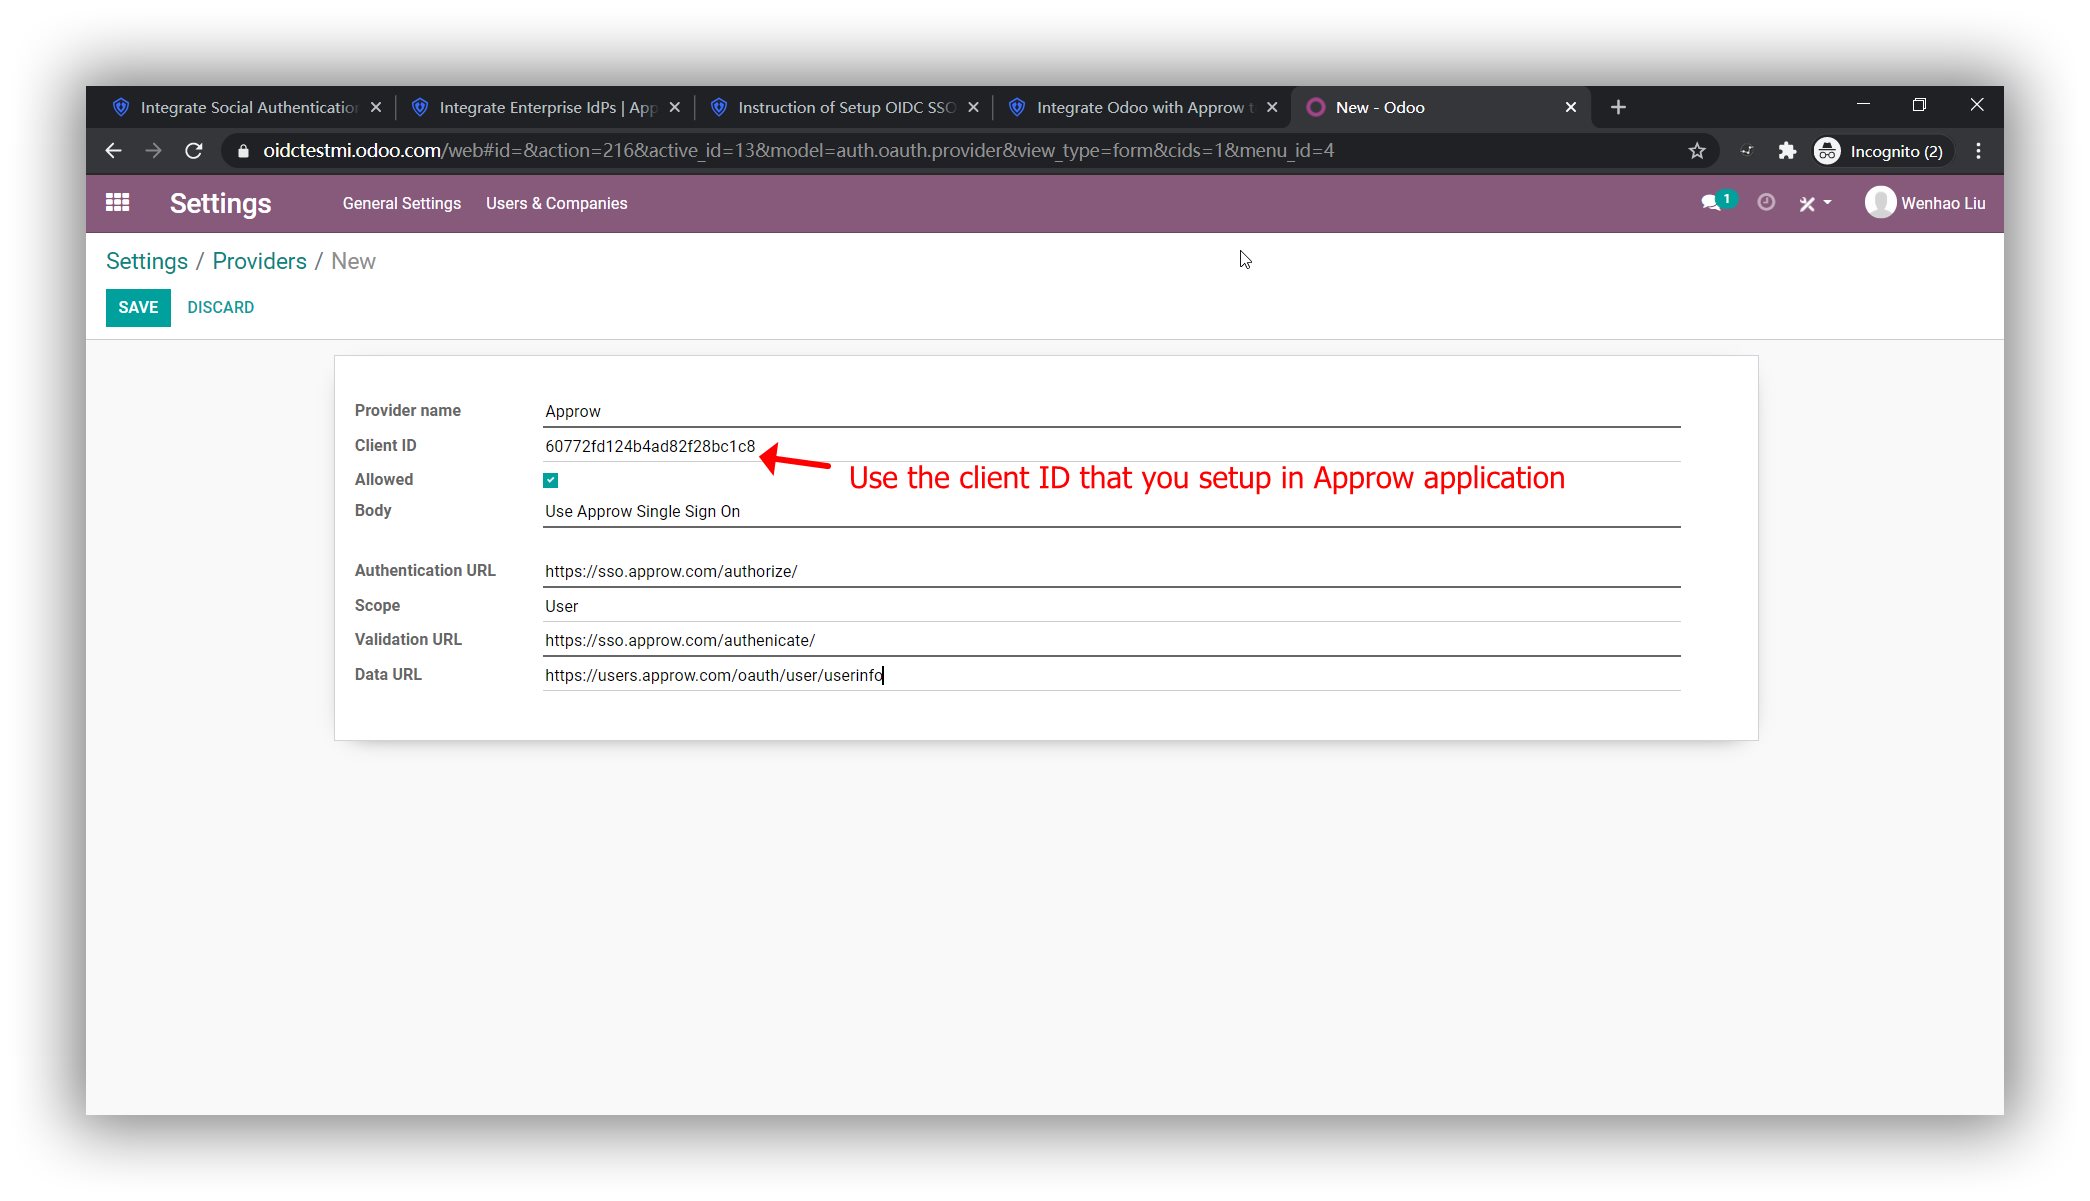 Integrate Social Authentication
Integrate Enterprise IdPs | App
Instruction of Setup OIDC SSO
Integrate Odoo with Approw t
New - Odoo
oidctestmi.odoo.com/web#id=&action=216&active_id=13&model=auth.oauth.provider&view_type=form&cids=1&menu_id=4
Incognito (2)
Settings
General Settings
Users & Companies
1
Wenhao Liu
Settings / Providers / New
SAVE
DISCARD
Provider name
Approw
Client ID
60772fd124b4ad82f28bc1c8
Use the client ID that you setup in Approw application
Allowed
Body
Use Approw Single Sign On
Authentication URL
https://sso.approw.com/authorize/
Scope
User
Validation URL
https://sso.approw.com/authenicate/
Data URL
https://users.approw.com/oauth/user/userinfo